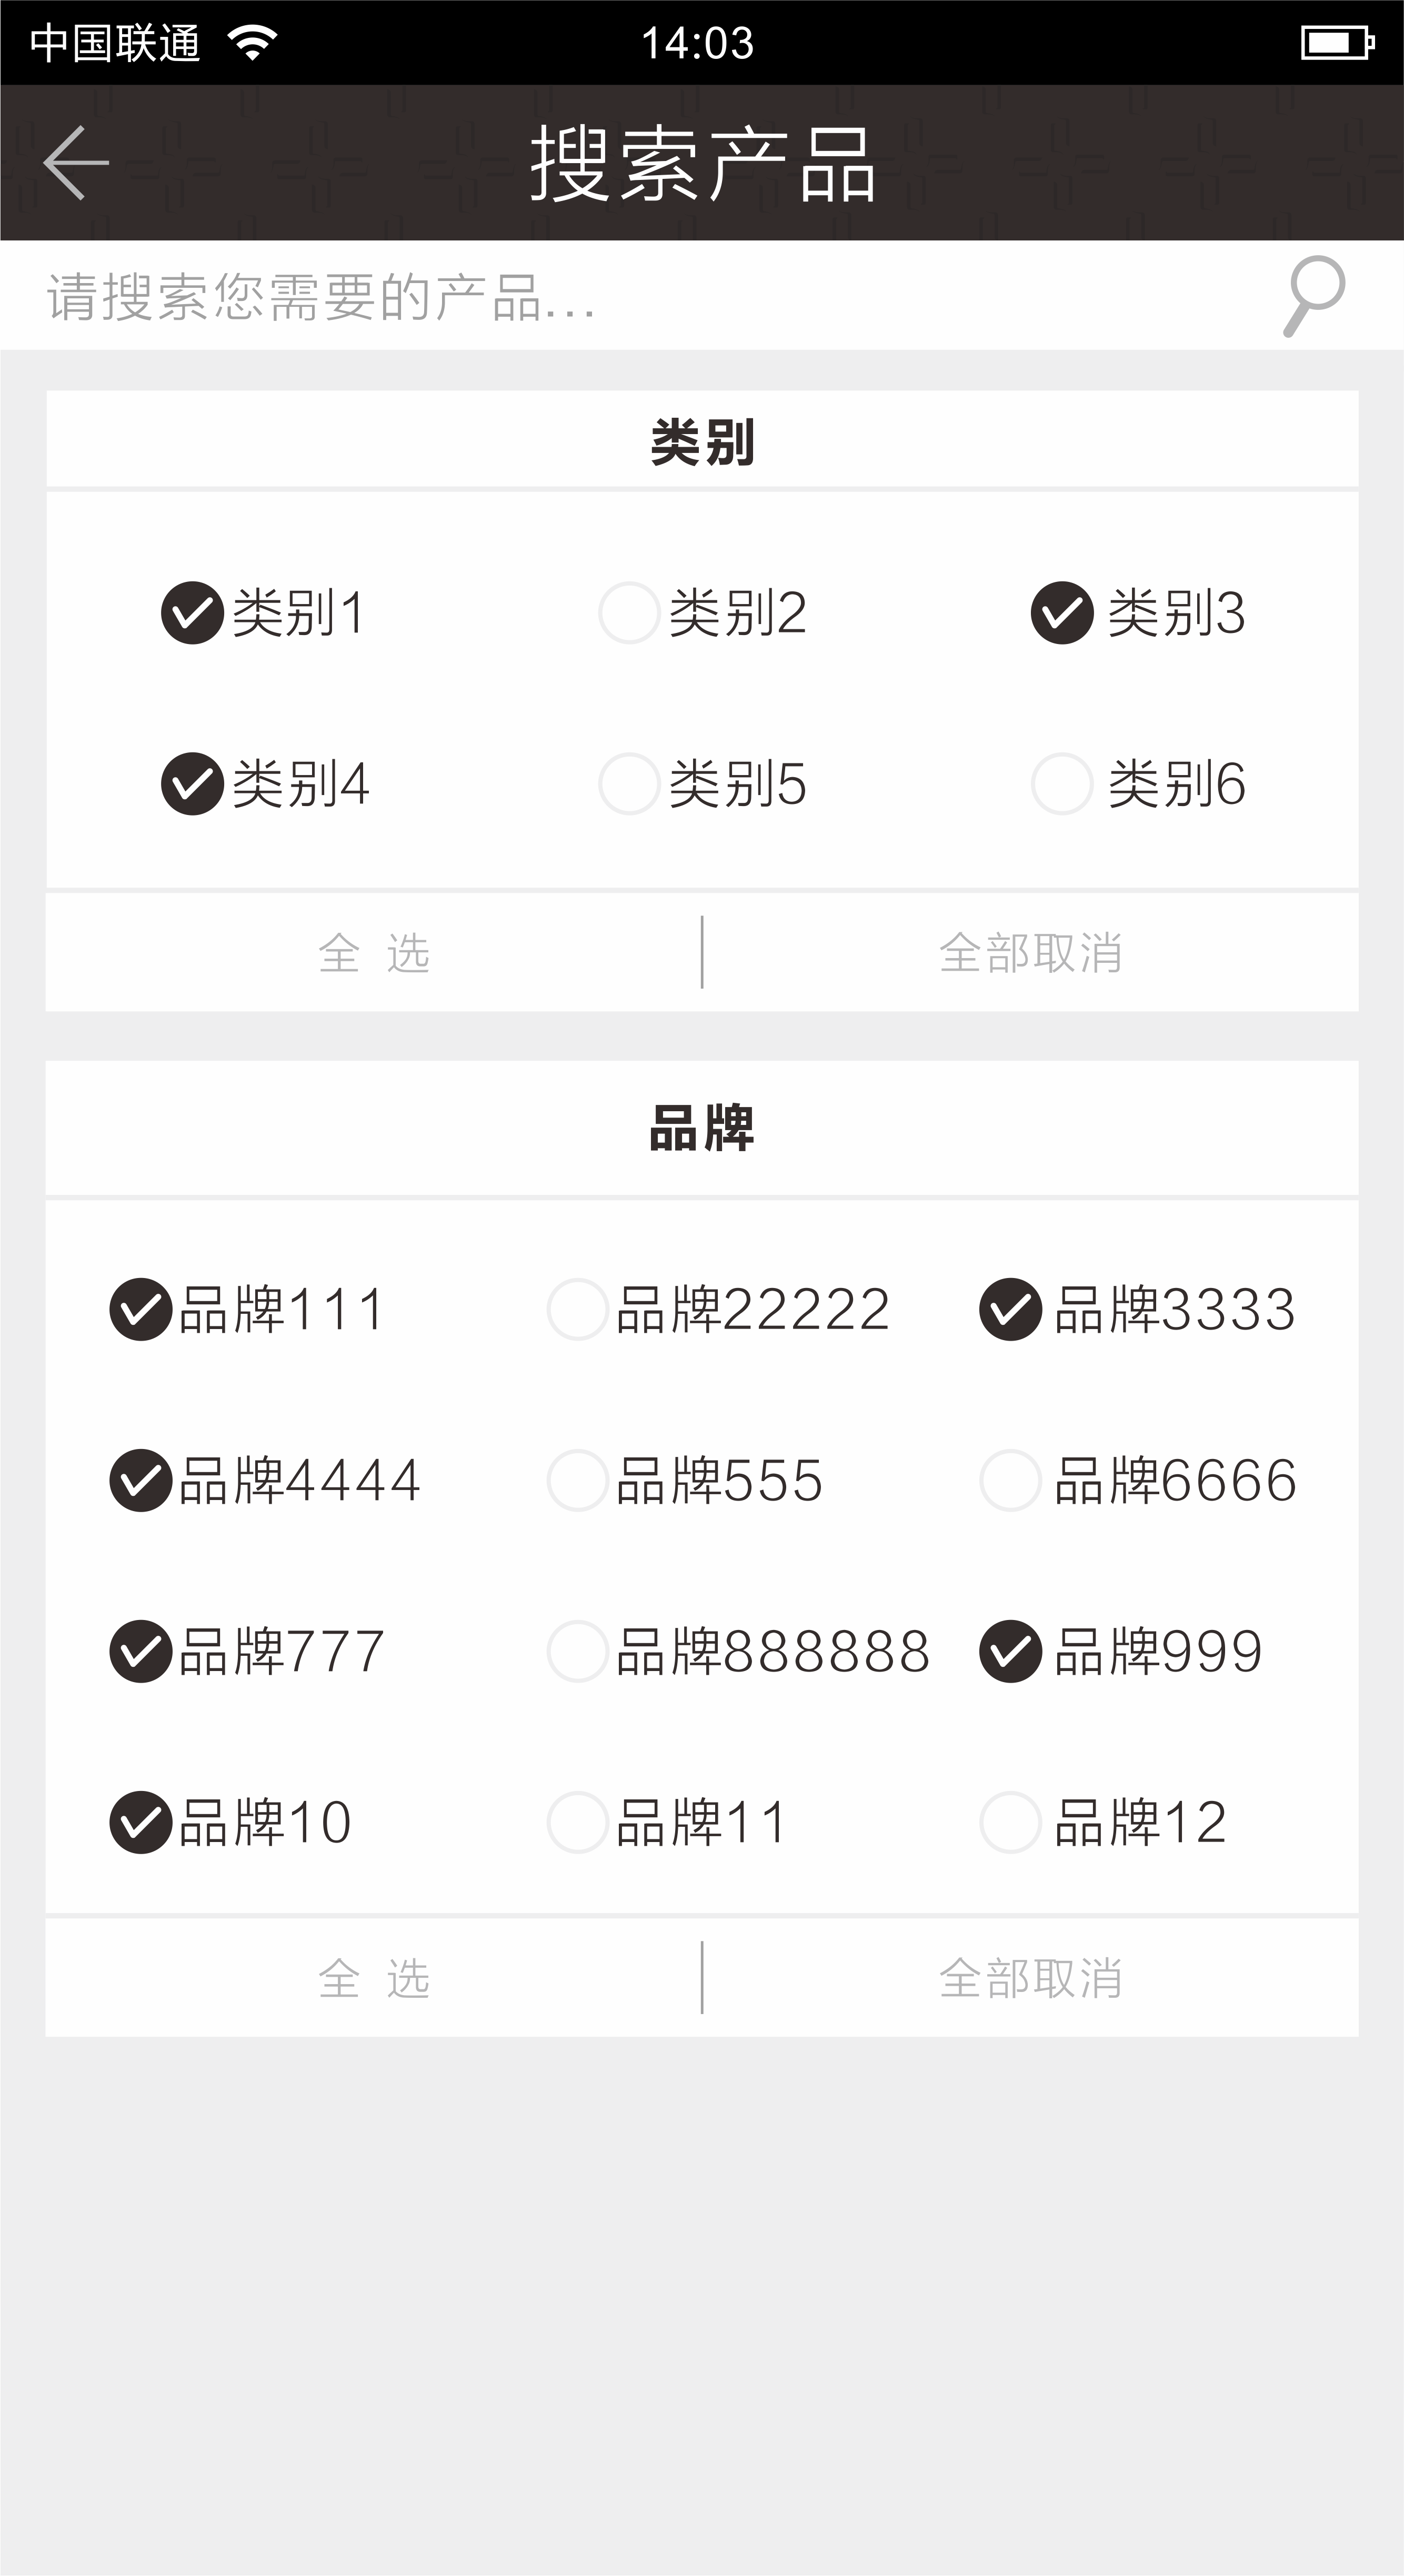 中国联通 14:03
搜索产品
请搜索您需要的产品...
类别
类别1 类别2 类别3
类别4 类别5 类别6
全 选 全部取消
品牌
品牌111 品牌22222 品牌3333
品牌4444 品牌555 品牌6666
品牌777 品牌888888 品牌999
品牌10 品牌11 品牌12
全 选 全部取消